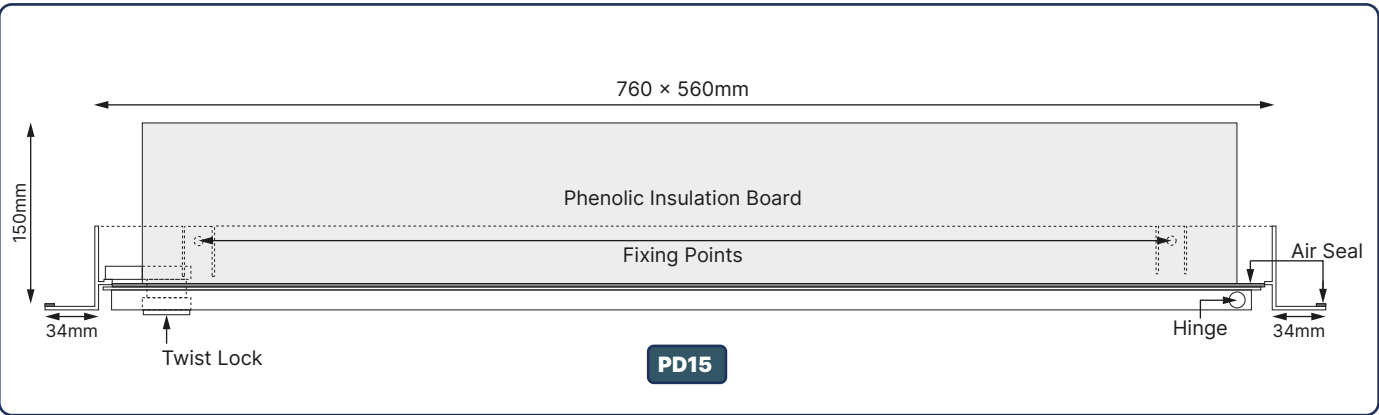 760 × 560mm
150mm
Phenolic Insulation Board
Fixing Points
Air Seal
34mm
Hinge
34mm
Twist Lock
PD15